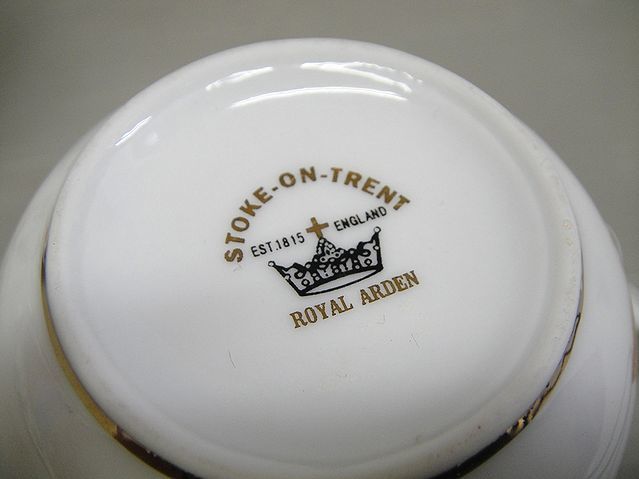 STOKE-ON-TRENT
EST.1815 ENGLAND
ROYAL ARDEN